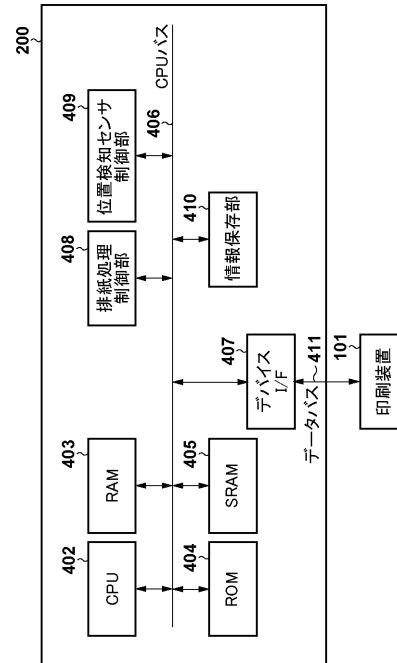 200
402
CPU
403
RAM
408
排紙処理
制御部
409
位置検知センサ
制御部
CPUバス
406
404
ROM
405
SRAM
407
デバイス
I/F
410
情報保存部
データバス
411
101
印刷装置